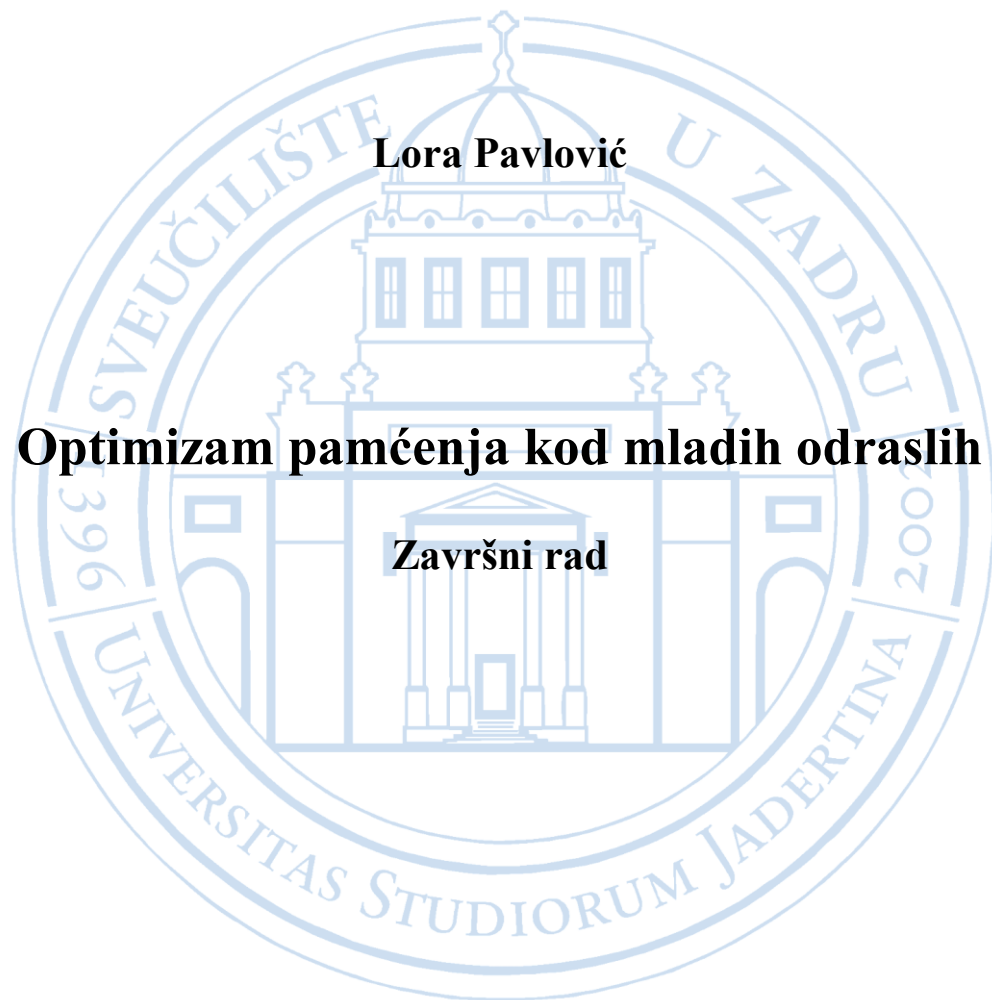 Lora Pavlović
Optimizam pamćenja kod mladih odraslih
Završni rad
SVEUČILIŠTE U ZADRU
1396
2002
UNIVERSITAS STUDIORUM JADERTINA